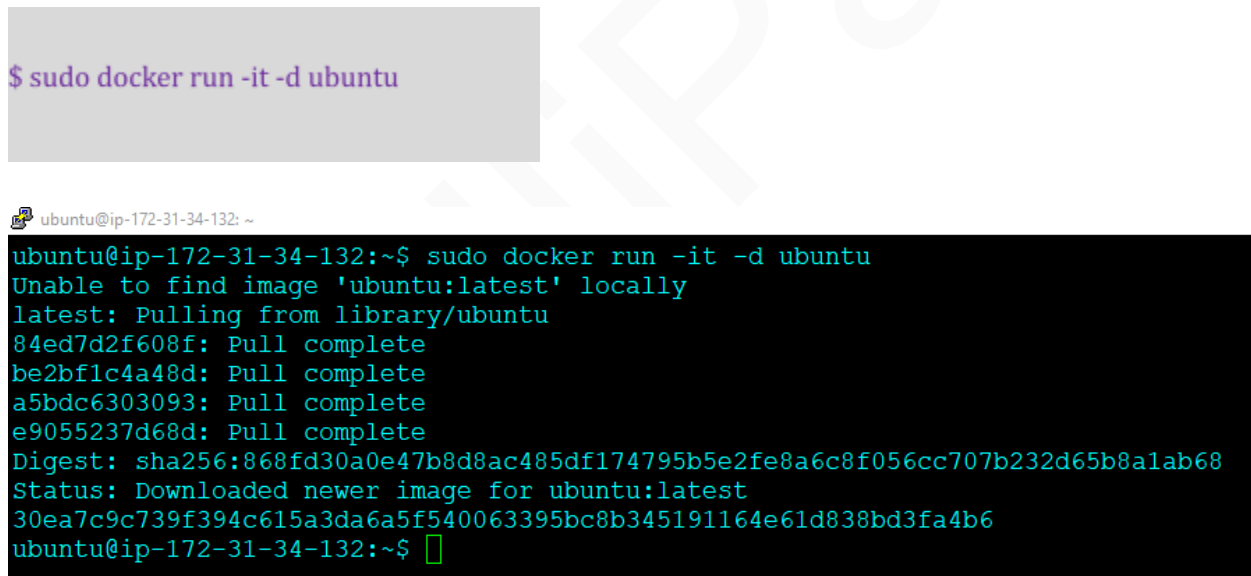 $ sudo docker run -it -d ubuntu
ubuntu@ip-172-31-34-132: ~
ubuntu@ip-172-31-34-132:~$ sudo docker run -it -d ubuntu
Unable to find image 'ubuntu:latest' locally
latest: Pulling from library/ubuntu
84ed7d2f608f: Pull complete
be2bf1c4a48d: Pull complete
a5bdc6303093: Pull complete
e9055237d68d: Pull complete
Digest: sha256:868fd30a0e47b8d8ac485df174795b5e2fe8a6c8f056cc707b232d65b8a1ab68
Status: Downloaded newer image for ubuntu:latest
30ea7c9c739f394c615a3da6a5f540063395bc8b345191164e61d838bd3fa4b6
ubuntu@ip-172-31-34-132:~$